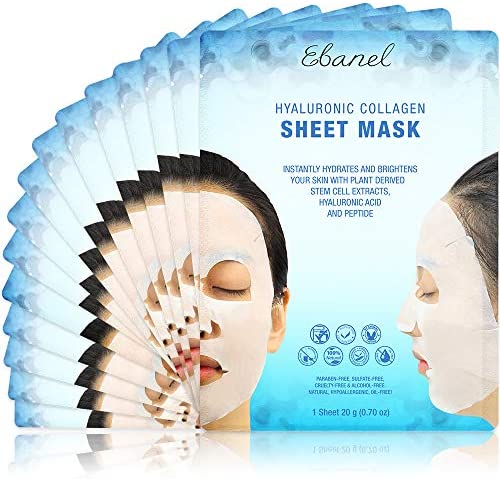 Ebanel
HYALURONIC COLLAGEN
SHEET MASK
INSTANTLY HYDRATES AND BRIGHTENS
YOUR SKIN WITH PLANT DERIVED
STEM CELL EXTRACTS,
HYALURONIC ACID
AND PEPTIDE
100%
Natural
PARABEN-FREE, SULFATE-FREE,
CRUELTY-FREE & ALCOHOL-FREE.
NATURAL, HYPOALLERGENIC, OIL-FREE!
1 Sheet 20 g (0.70 oz)